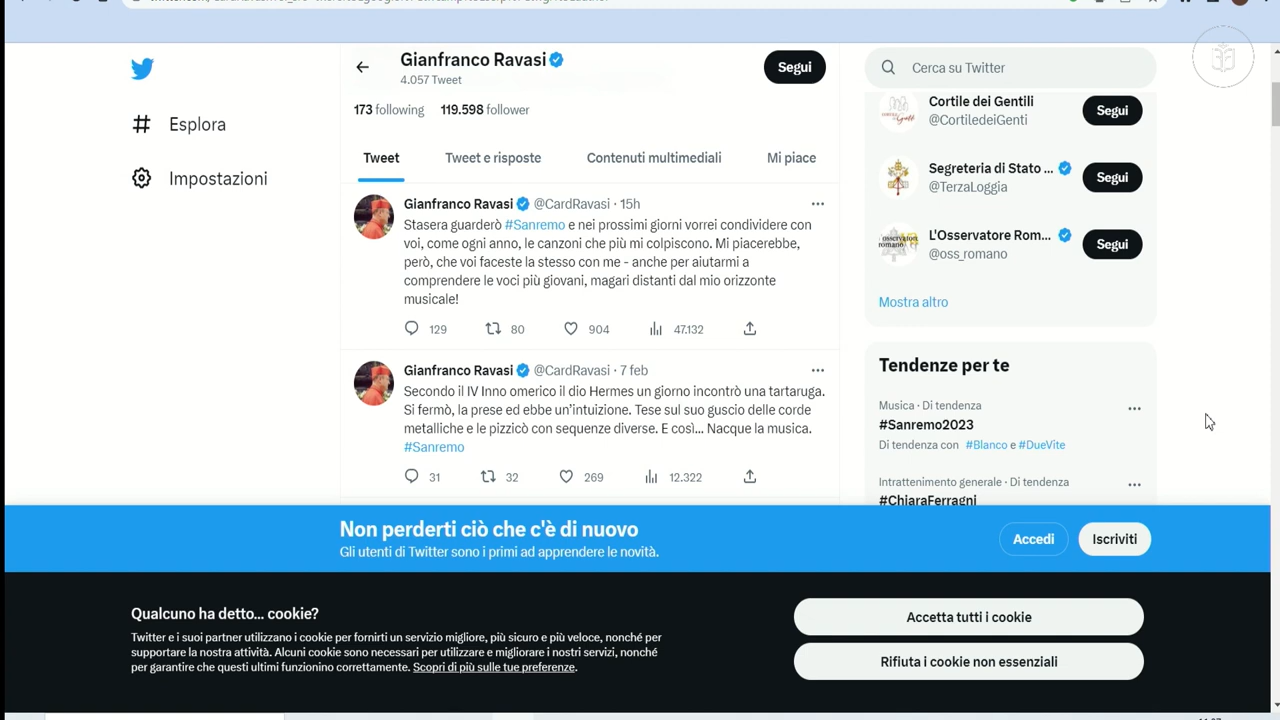 Gianfranco Ravasi
4.057 Tweet
Segui
173 following 119.598 follower
Tweet Tweet e risposte Contenuti multimediali Mi piace
Esplora
Impostazioni
Gianfranco Ravasi @CardRavasi · 15h
Stasera guarderò #Sanremo e nei prossimi giorni vorrei condividere con
voi, come ogni anno, le canzoni che più mi colpiscono. Mi piacerebbe,
però, che voi faceste la stesso con me - anche per aiutarmi a
comprendere le voci più giovani, magari distanti dal mio orizzonte
musicale!
129 80 904 47.132
Gianfranco Ravasi @CardRavasi · 7 feb
Secondo il IV Inno omerico il dio Hermes un giorno incontrò una tartaruga.
Si fermò, la prese ed ebbe un'intuizione. Tese sul suo guscio delle corde
metalliche e le pizzicò con sequenze diverse. E così... Nacque la musica.
#Sanremo
31 32 269 12.322
Cerca su Twitter
Cortile dei Gentili
@CortiledeiGenti
Segui
Segreteria di Stato ...
@TerzaLoggia
Segui
L'Osservatore Rom...
@oss_romano
Segui
Mostra altro
Tendenze per te
Musica · Di tendenza
#Sanremo2023
Di tendenza con #Blanco e #DueVite
Intrattenimento generale · Di tendenza
#ChiaraFerragni
Non perderti ciò che c'è di nuovo
Gli utenti di Twitter sono i primi ad apprendere le novità.
Accedi Iscriviti
Qualcuno ha detto... cookie?
Twitter e i suoi partner utilizzano i cookie per fornirti un servizio migliore, più sicuro e più veloce, nonché per
supportare la nostra attività. Alcuni cookie sono necessari per utilizzare e migliorare i nostri servizi, nonché
per garantire che questi ultimi funzionino correttamente. Scopri di più sulle tue preferenze.
Accetta tutti i cookie
Rifiuta i cookie non essenziali